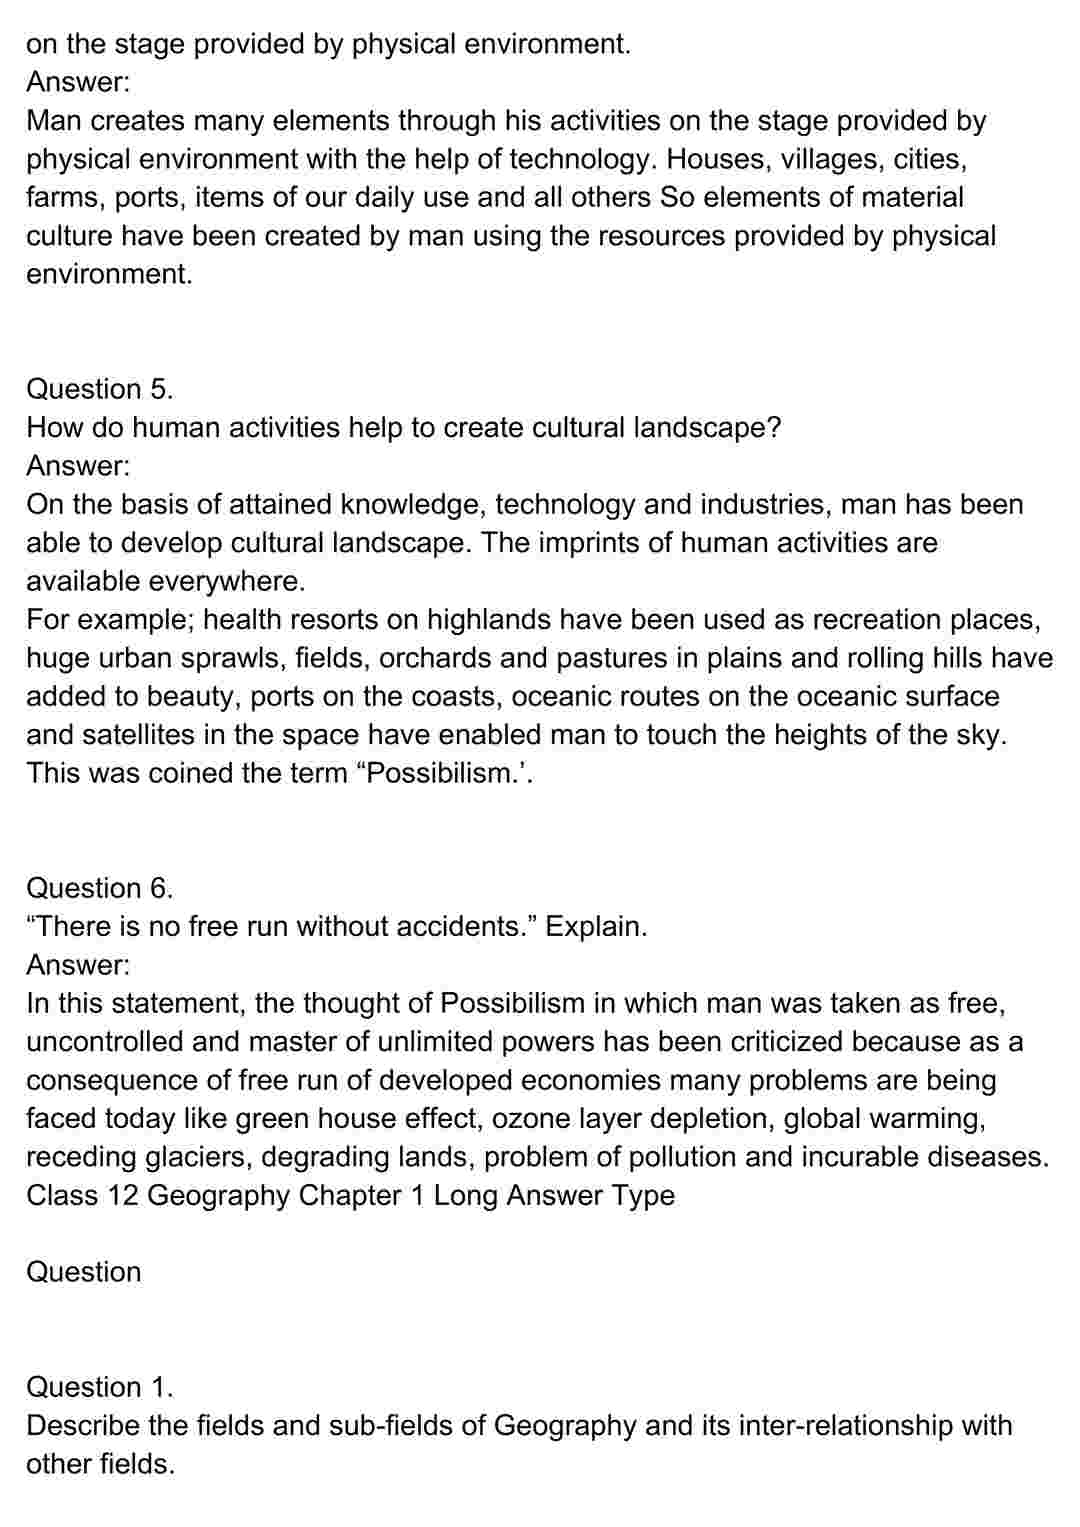 on the stage provided by physical environment.
Answer:
Man creates many elements through his activities on the stage provided by
physical environment with the help of technology. Houses, villages, cities,
farms, ports, items of our daily use and all others So elements of material
culture have been created by man using the resources provided by physical
environment.
Question 5.
How do human activities help to create cultural landscape?
Answer:
On the basis of attained knowledge, technology and industries, man has been
able to develop cultural landscape. The imprints of human activities are
available everywhere.
For example; health resorts on highlands have been used as recreation places,
huge urban sprawls, fields, orchards and pastures in plains and rolling hills have
added to beauty, ports on the coasts, oceanic routes on the oceanic surface
and satellites in the space have enabled man to touch the heights of the sky.
This was coined the term “Possibilism.’.
Question 6.
“There is no free run without accidents.” Explain.
Answer:
In this statement, the thought of Possibilism in which man was taken as free,
uncontrolled and master of unlimited powers has been criticized because as a
consequence of free run of developed economies many problems are being
faced today like green house effect, ozone layer depletion, global warming,
receding glaciers, degrading lands, problem of pollution and incurable diseases.
Class 12 Geography Chapter 1 Long Answer Type
Question
Question 1.
Describe the fields and sub-fields of Geography and its inter-relationship with
other fields.